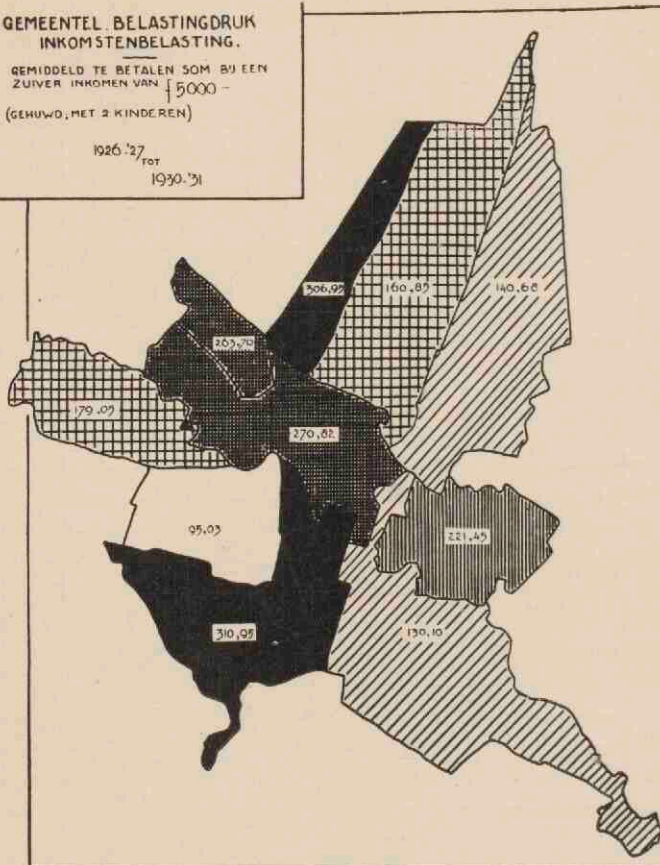 GEMEENTEL. BELASTINGDRUK
INKOMSTENBELASTING.
GEMIDDELD TE BETALEN SOM BIJ EEN
ZUIVER INKOMEN VAN ƒ5000-
(GEHUWD, MET 2 KINDEREN)
1926-'27
TOT
1930-'31
306,95
160,85
140,68
263,70
179,05
270,82
95,03
221,45
310,95
130,10